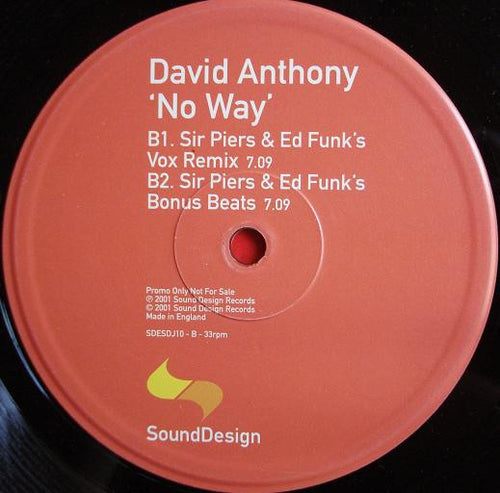 David Anthony
‘No Way’
B1. Sir Piers & Ed Funk's
Vox Remix 7.09
B2. Sir Piers & Ed Funk's
Bonus Beats 7.09
Promo Only Not For Sale
℗ 2001 Sound Design Records
© 2001 Sound Design Records
Made in England
SDESDJ10 - B - 33rpm
SoundDesign